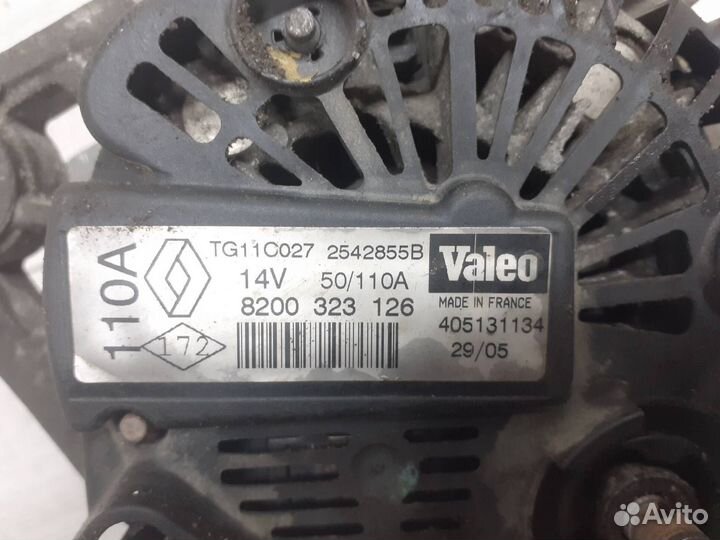 110A
TG11C027 2542855B
14V 50/110A
8200 323 126
172
Valeo
MADE IN FRANCE
405131134
29/05
Avito